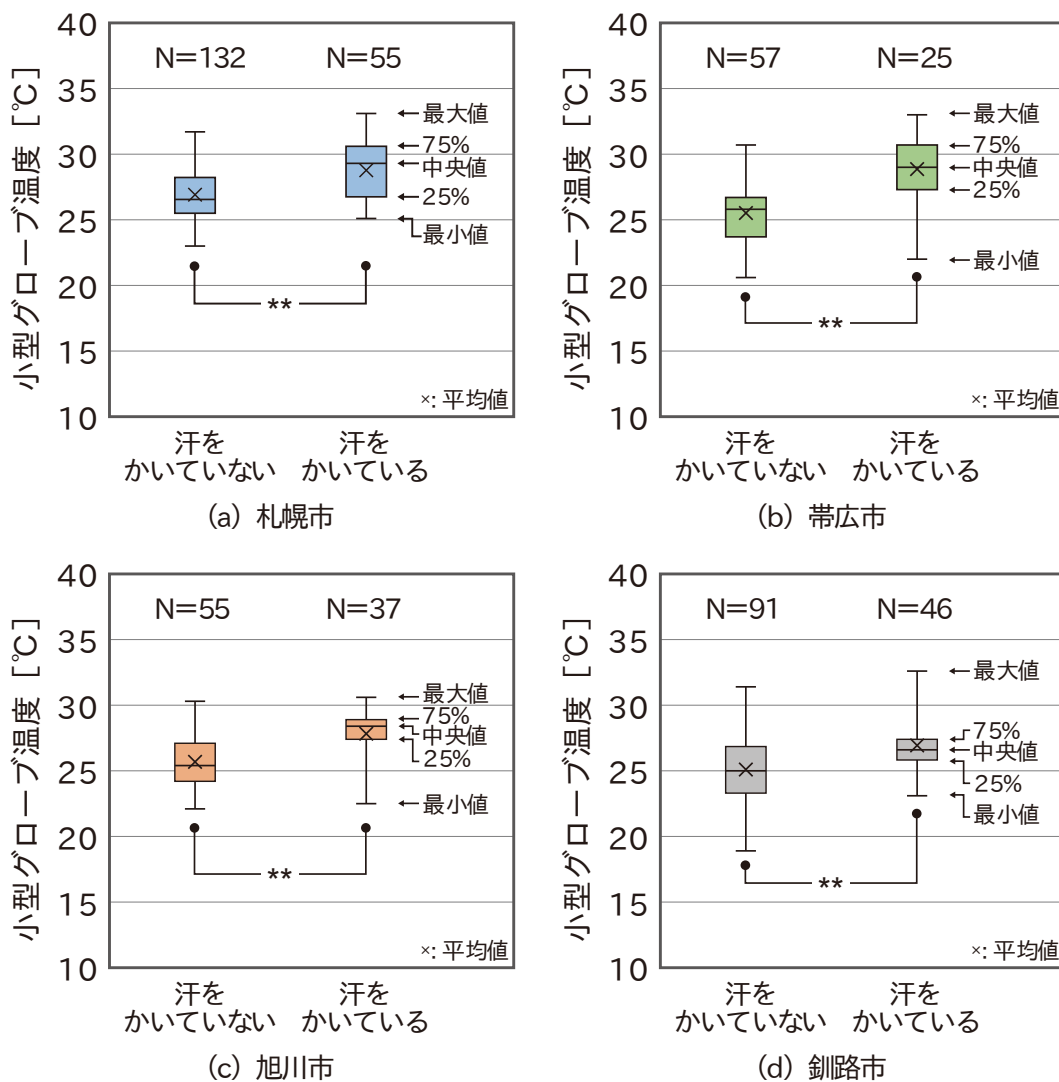 小型グローブ温度 [℃]
40
35
30
25
20
15
10
N=132
N=55
最大値
75%
中央値
25%
最小値
**
×: 平均値
汗を
かいていない
汗を
かいている
(a) 札幌市
小型グローブ温度 [℃]
40
35
30
25
20
15
10
N=57
N=25
最大値
75%
中央値
25%
最小値
**
×: 平均値
汗を
かいていない
汗を
かいている
(b) 帯広市
小型グローブ温度 [℃]
40
35
30
25
20
15
10
N=55
N=37
最大値
75%
中央値
25%
最小値
**
×: 平均値
汗を
かいていない
汗を
かいている
(c) 旭川市
小型グローブ温度 [℃]
40
35
30
25
20
15
10
N=91
N=46
最大値
75%
中央値
25%
最小値
**
×: 平均値
汗を
かいていない
汗を
かいている
(d) 釧路市